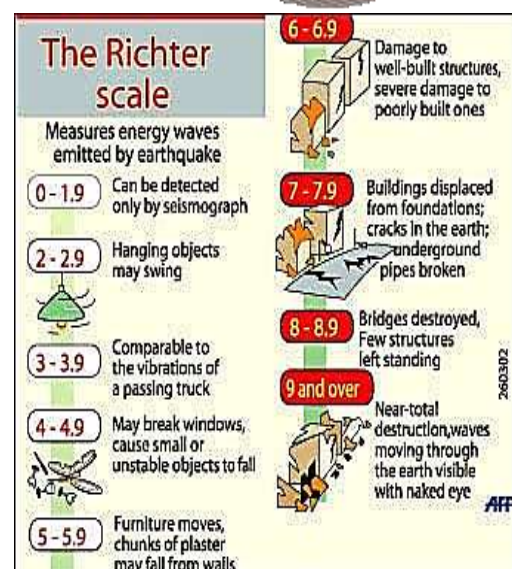 The Richter
scale
Measures energy waves
emitted by earthquake
0-1.9
Can be detected
only by seismograph
2-2.9
Hanging objects
may swing
3-3.9
Comparable to
the vibrations of
a passing truck
4-4.9
May break windows,
cause small or
unstable objects to fall
5-5.9
Furniture moves,
chunks of plaster
may fall from walls
6-6.9
Damage to
well-built structures,
severe damage to
poorly built ones
7-7.9
Buildings displaced
from foundations;
cracks in the earth;
underground
pipes broken
8-8.9
Bridges destroyed,
Few structures
left standing
9 and over
Near-total
destruction,waves
moving through
the earth visible
with naked eye
260302
AFP